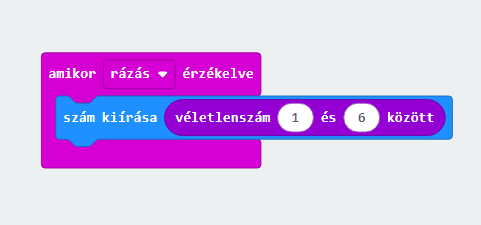 amikor rázás érzékelve
szám kiírása véletlenszám 1 és 6 között